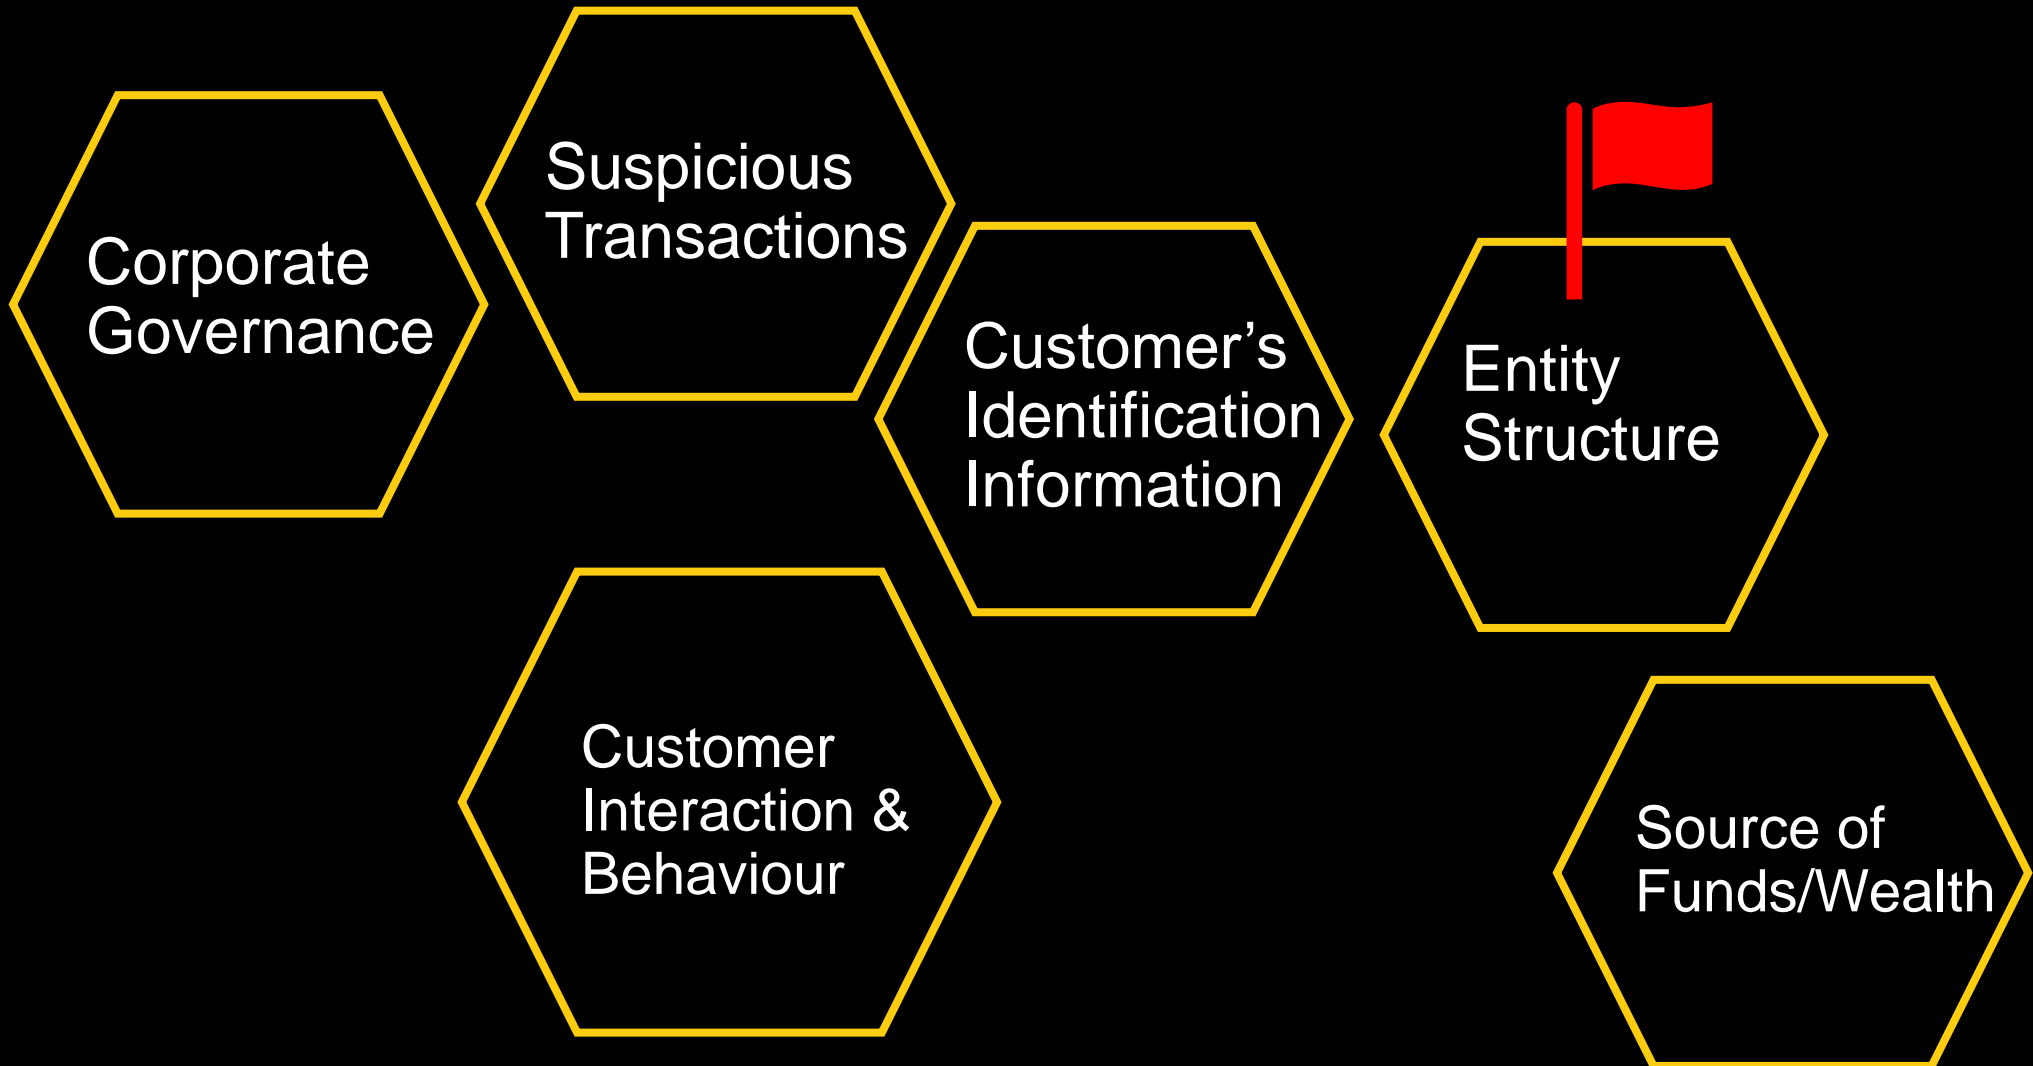 Corporate
Governance
Suspicious
Transactions
Customer’s
Identification
Information
Entity
Structure
Customer
Interaction &
Behaviour
Source of
Funds/Wealth